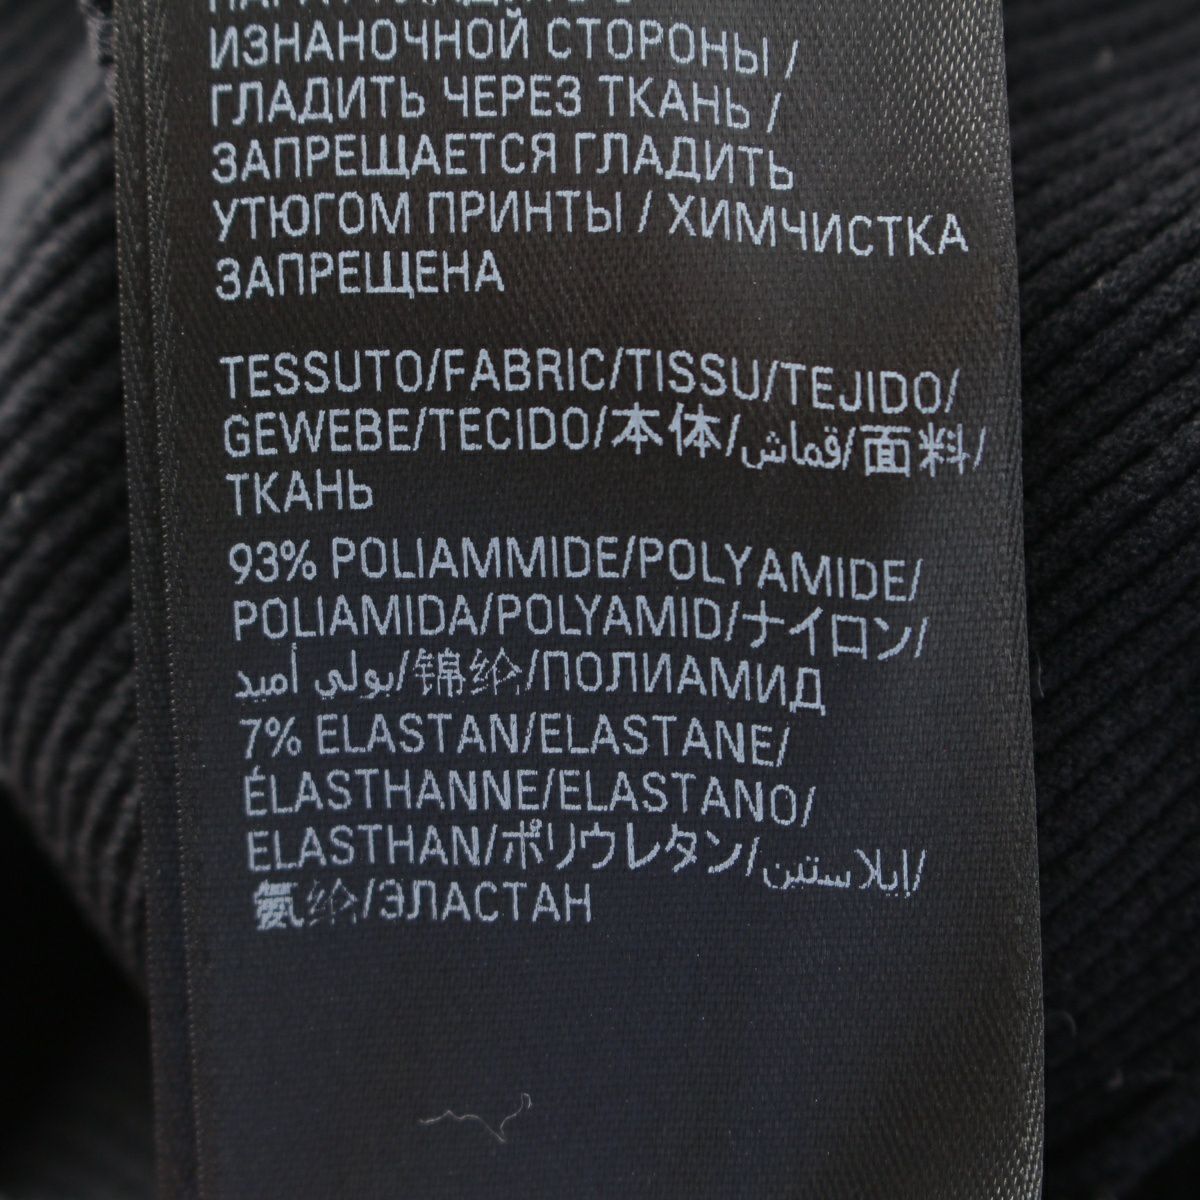 ИЗНАНОЧНОЙ СТОРОНЫ /
ГЛАДИТЬ ЧЕРЕЗ ТКАНЬ /
ЗАПРЕЩАЕТСЯ ГЛАДИТЬ
УТЮГОМ ПРИНТЫ / ХИМЧИСТКА
ЗАПРЕЩЕНА
TESSUTO/FABRIC/TISSU/TEJIDO/
GEWEBE/TECIDO/本体/قماش/面料/
ТКАНЬ
93% POLIAMMIDE/POLYAMIDE/
POLIAMIDA/POLYAMID/ナイロン/
بولي أميد/锦纶/ПОЛИАМИД
7% ELASTAN/ELASTANE/
ÉLASTHANNE/ELASTANO/
ELASTHAN/ポリウレタン/إيلاستين/
氨纶/ЭЛАСТАН